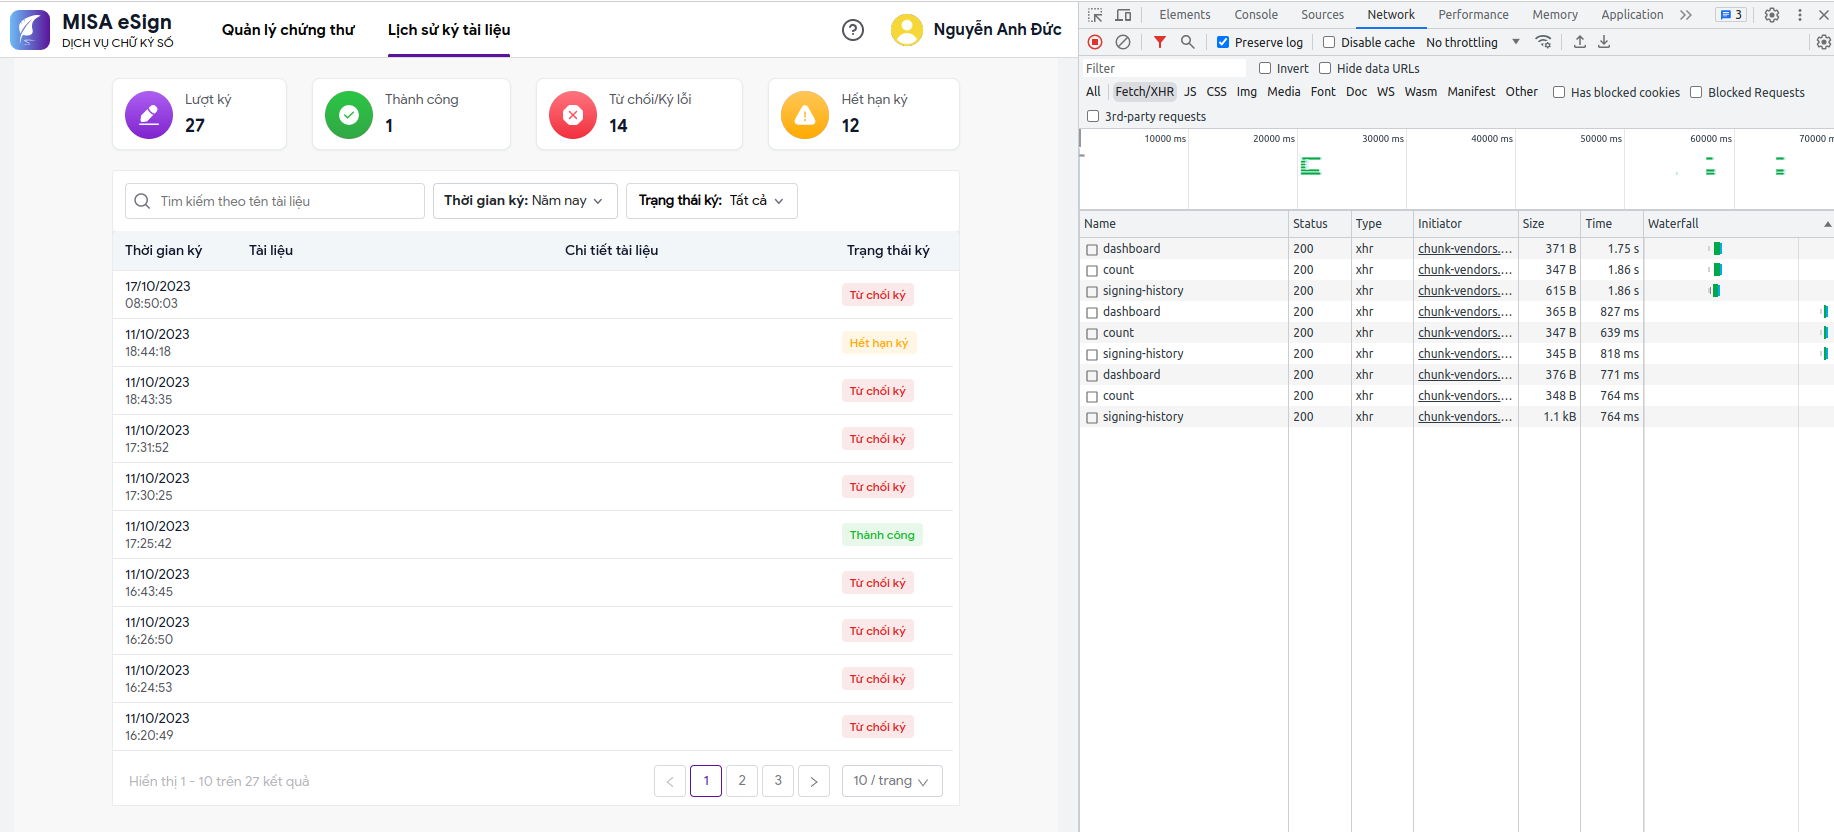 MISA eSign
DỊCH VỤ CHỮ KÝ SỐ
Quản lý chứng thư
Lịch sử ký tài liệu
Nguyễn Anh Đức
Lượt ký
27
Thành công
1
Từ chối/Ký lỗi
14
Hết hạn ký
12
Tìm kiếm theo tên tài liệu
Thời gian ký: Năm nay
Trạng thái ký: Tất cả
Thời gian ký Tài liệu Chi tiết tài liệu Trạng thái ký
17/10/2023
08:50:03
Từ chối ký
11/10/2023
18:44:18
Hết hạn ký
11/10/2023
18:43:35
Từ chối ký
11/10/2023
17:31:52
Từ chối ký
11/10/2023
17:30:25
Từ chối ký
11/10/2023
17:25:42
Thành công
11/10/2023
16:43:45
Từ chối ký
11/10/2023
16:26:50
Từ chối ký
11/10/2023
16:24:53
Từ chối ký
11/10/2023
16:20:49
Từ chối ký
Hiển thị 1 - 10 trên 27 kết quả
< 1 2 3 >
10 / trang
Elements Console Sources Network Performance Memory Application >> 3
Preserve log Disable cache No throttling
Filter Invert Hide data URLs
All Fetch/XHR JS CSS Img Media Font Doc WS Wasm Manifest Other Has blocked cookies Blocked Requests
3rd-party requests
10000 ms 20000 ms 30000 ms 40000 ms 50000 ms 60000 ms 70000 m
Name Status Type Initiator Size Time Waterfall
dashboard 200 xhr chunk-vendors.... 371 B 1.75 s
count 200 xhr chunk-vendors.... 347 B 1.86 s
signing-history 200 xhr chunk-vendors.... 615 B 1.86 s
dashboard 200 xhr chunk-vendors.... 365 B 827 ms
count 200 xhr chunk-vendors.... 347 B 639 ms
signing-history 200 xhr chunk-vendors.... 345 B 818 ms
dashboard 200 xhr chunk-vendors.... 376 B 771 ms
count 200 xhr chunk-vendors.... 348 B 764 ms
signing-history 200 xhr chunk-vendors.... 1.1 kB 764 ms